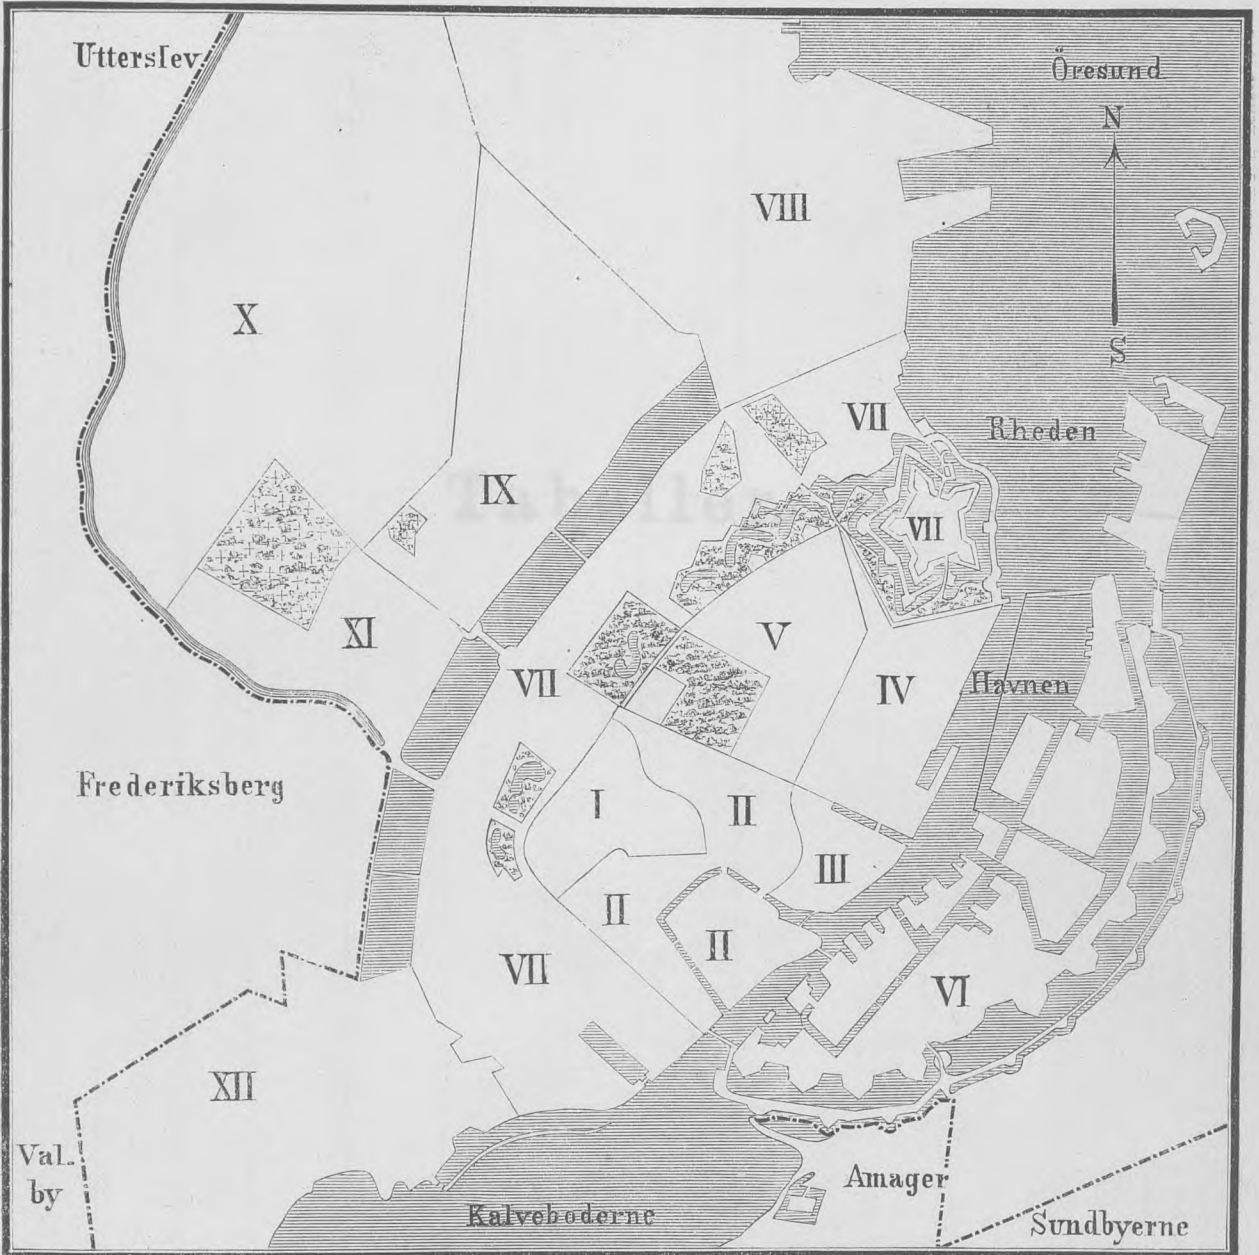 Utterslev
Öresund
N
VIII
X
S
VII
Rheden
IX
VII
XI
V
VII
IV
Havnen
Frederiksberg
I
II
III
II
II
VII
VI
XII
Val-
by
Amager
Kalveboderne
Sundbyerne
Tabeller